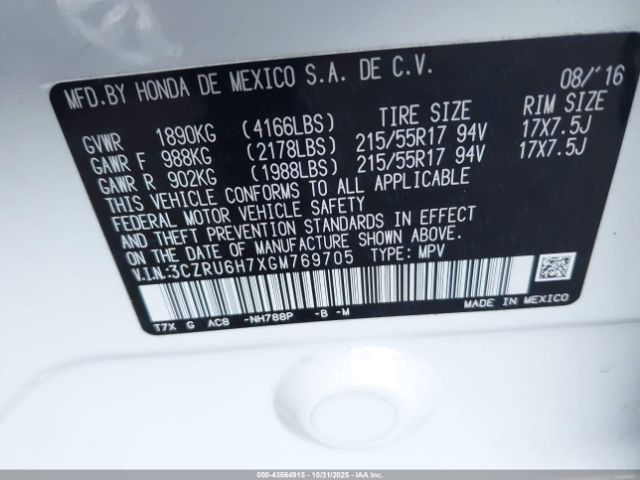 MFD.BY HONDA DE MEXICO S.A. DE C.V. 08/'16
TIRE SIZE RIM SIZE
GVWR 1890KG (4166LBS)
GAWR F 988KG (2178LBS) 215/55R17 94V 17X7.5J
GAWR R 902KG (1988LBS) 215/55R17 94V 17X7.5J
THIS VEHICLE CONFORMS TO ALL APPLICABLE
FEDERAL MOTOR VEHICLE SAFETY
AND THEFT PREVENTION STANDARDS IN EFFECT
ON THE DATE OF MANUFACTURE SHOWN ABOVE.
V.I.N:3CZRU6H7XGM769705 TYPE: MPV
T7X G AC8 -NH788P -B -M MADE IN MEXICO
000-43564915 - 10/31/2025 - Property of IAA